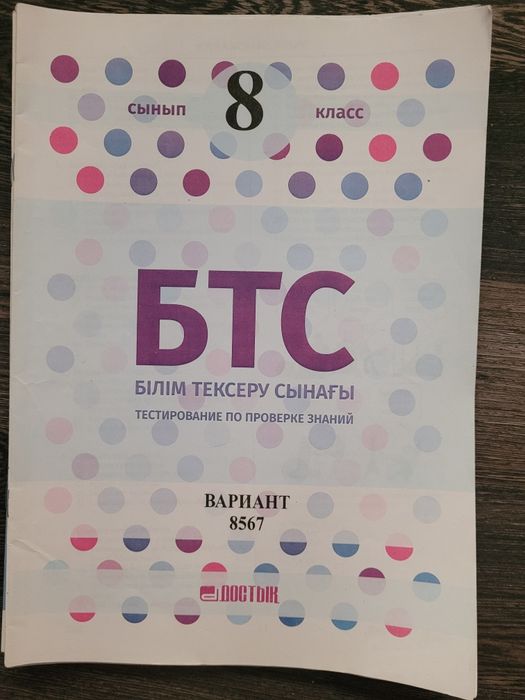 сынып 8 класс
БТС
БІЛІМ ТЕКСЕРУ СЫНАҒЫ
ТЕСТИРОВАНИЕ ПО ПРОВЕРКЕ ЗНАНИЙ
ВАРИАНТ
8567
ДОСТЫҚ